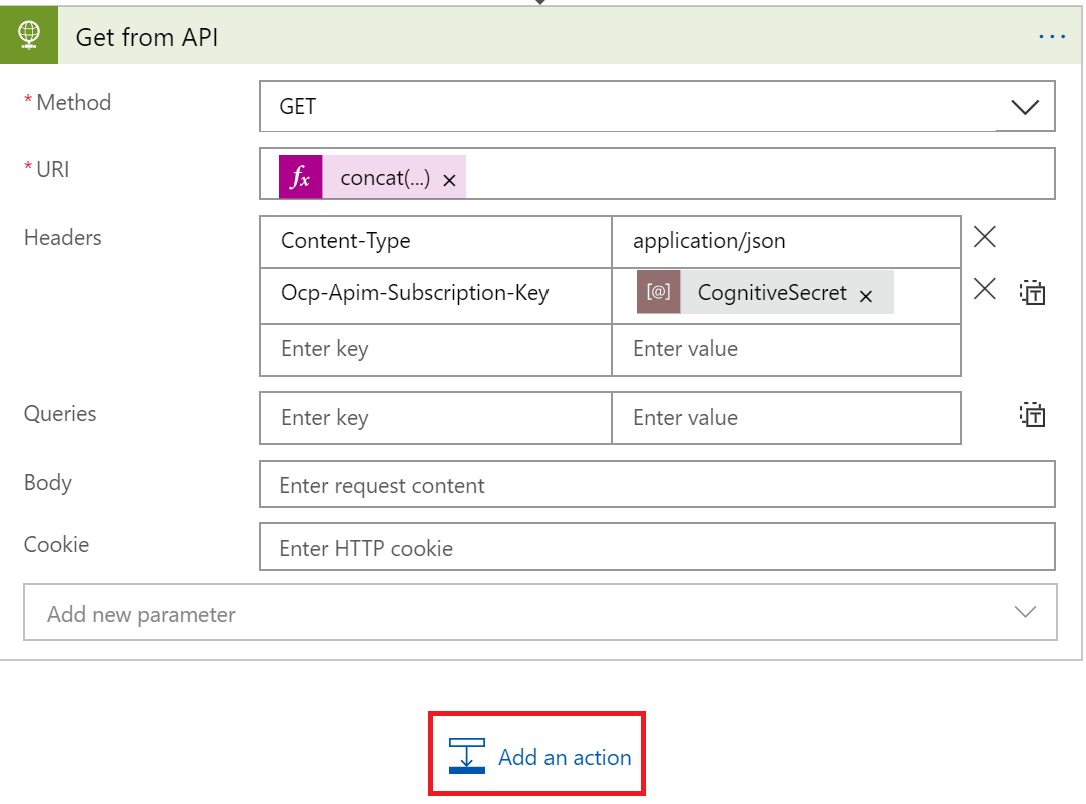 Get from API
* Method
GET
* URI
fx concat(...) ×
Headers
Content-Type application/json
Ocp-Apim-Subscription-Key [@] CognitiveSecret ×
Enter key Enter value
Queries
Enter key Enter value
Body
Enter request content
Cookie
Enter HTTP cookie
Add new parameter
Add an action